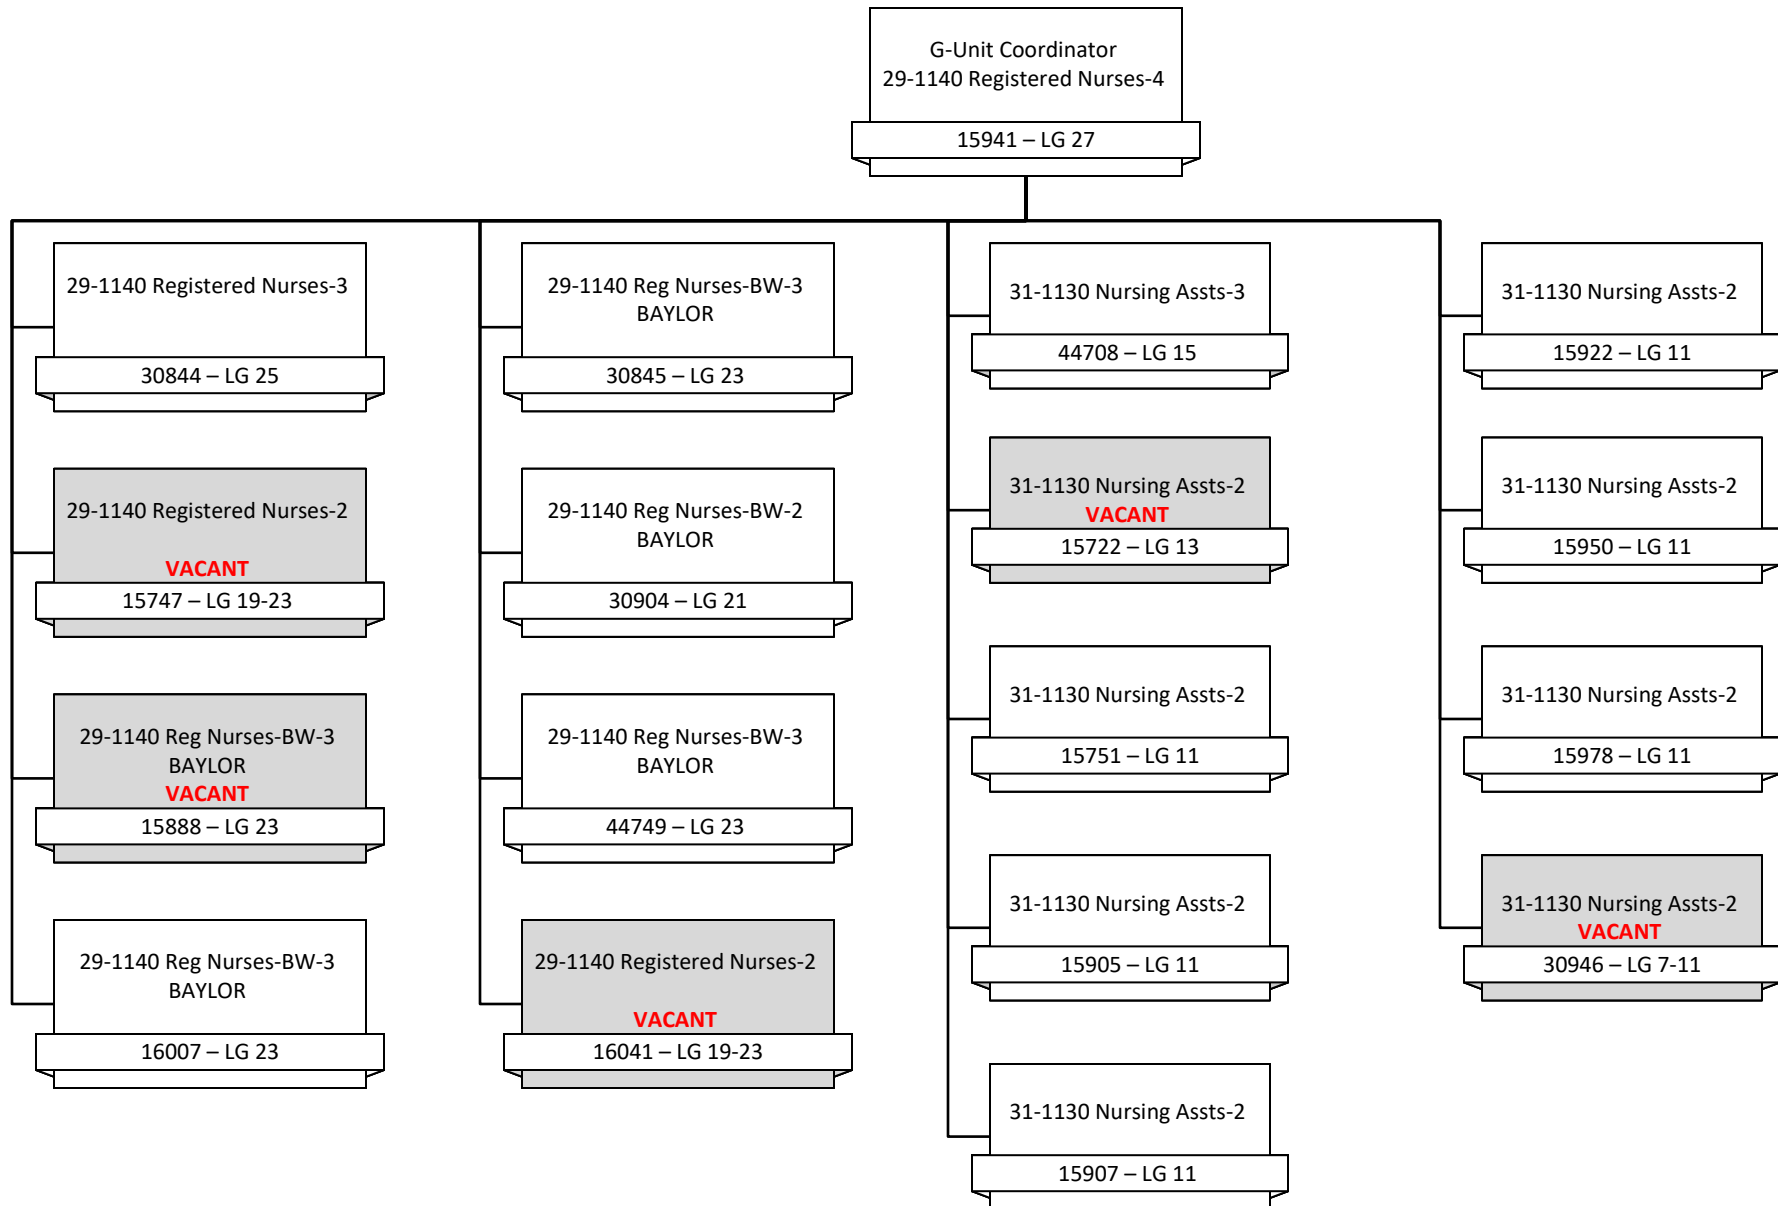 G-Unit Coordinator
29-1140 Registered Nurses-4
15941 – LG 27
29-1140 Registered Nurses-3
30844 – LG 25
29-1140 Registered Nurses-2
VACANT
15747 – LG 19-23
29-1140 Reg Nurses-BW-3
BAYLOR
VACANT
15888 – LG 23
29-1140 Reg Nurses-BW-3
BAYLOR
16007 – LG 23
29-1140 Reg Nurses-BW-3
BAYLOR
30845 – LG 23
29-1140 Reg Nurses-BW-2
BAYLOR
30904 – LG 21
29-1140 Reg Nurses-BW-3
BAYLOR
44749 – LG 23
29-1140 Registered Nurses-2
VACANT
16041 – LG 19-23
31-1130 Nursing Assts-3
44708 – LG 15
31-1130 Nursing Assts-2
VACANT
15722 – LG 13
31-1130 Nursing Assts-2
15751 – LG 11
31-1130 Nursing Assts-2
15905 – LG 11
31-1130 Nursing Assts-2
15907 – LG 11
31-1130 Nursing Assts-2
15922 – LG 11
31-1130 Nursing Assts-2
15950 – LG 11
31-1130 Nursing Assts-2
15978 – LG 11
31-1130 Nursing Assts-2
VACANT
30946 – LG 7-11